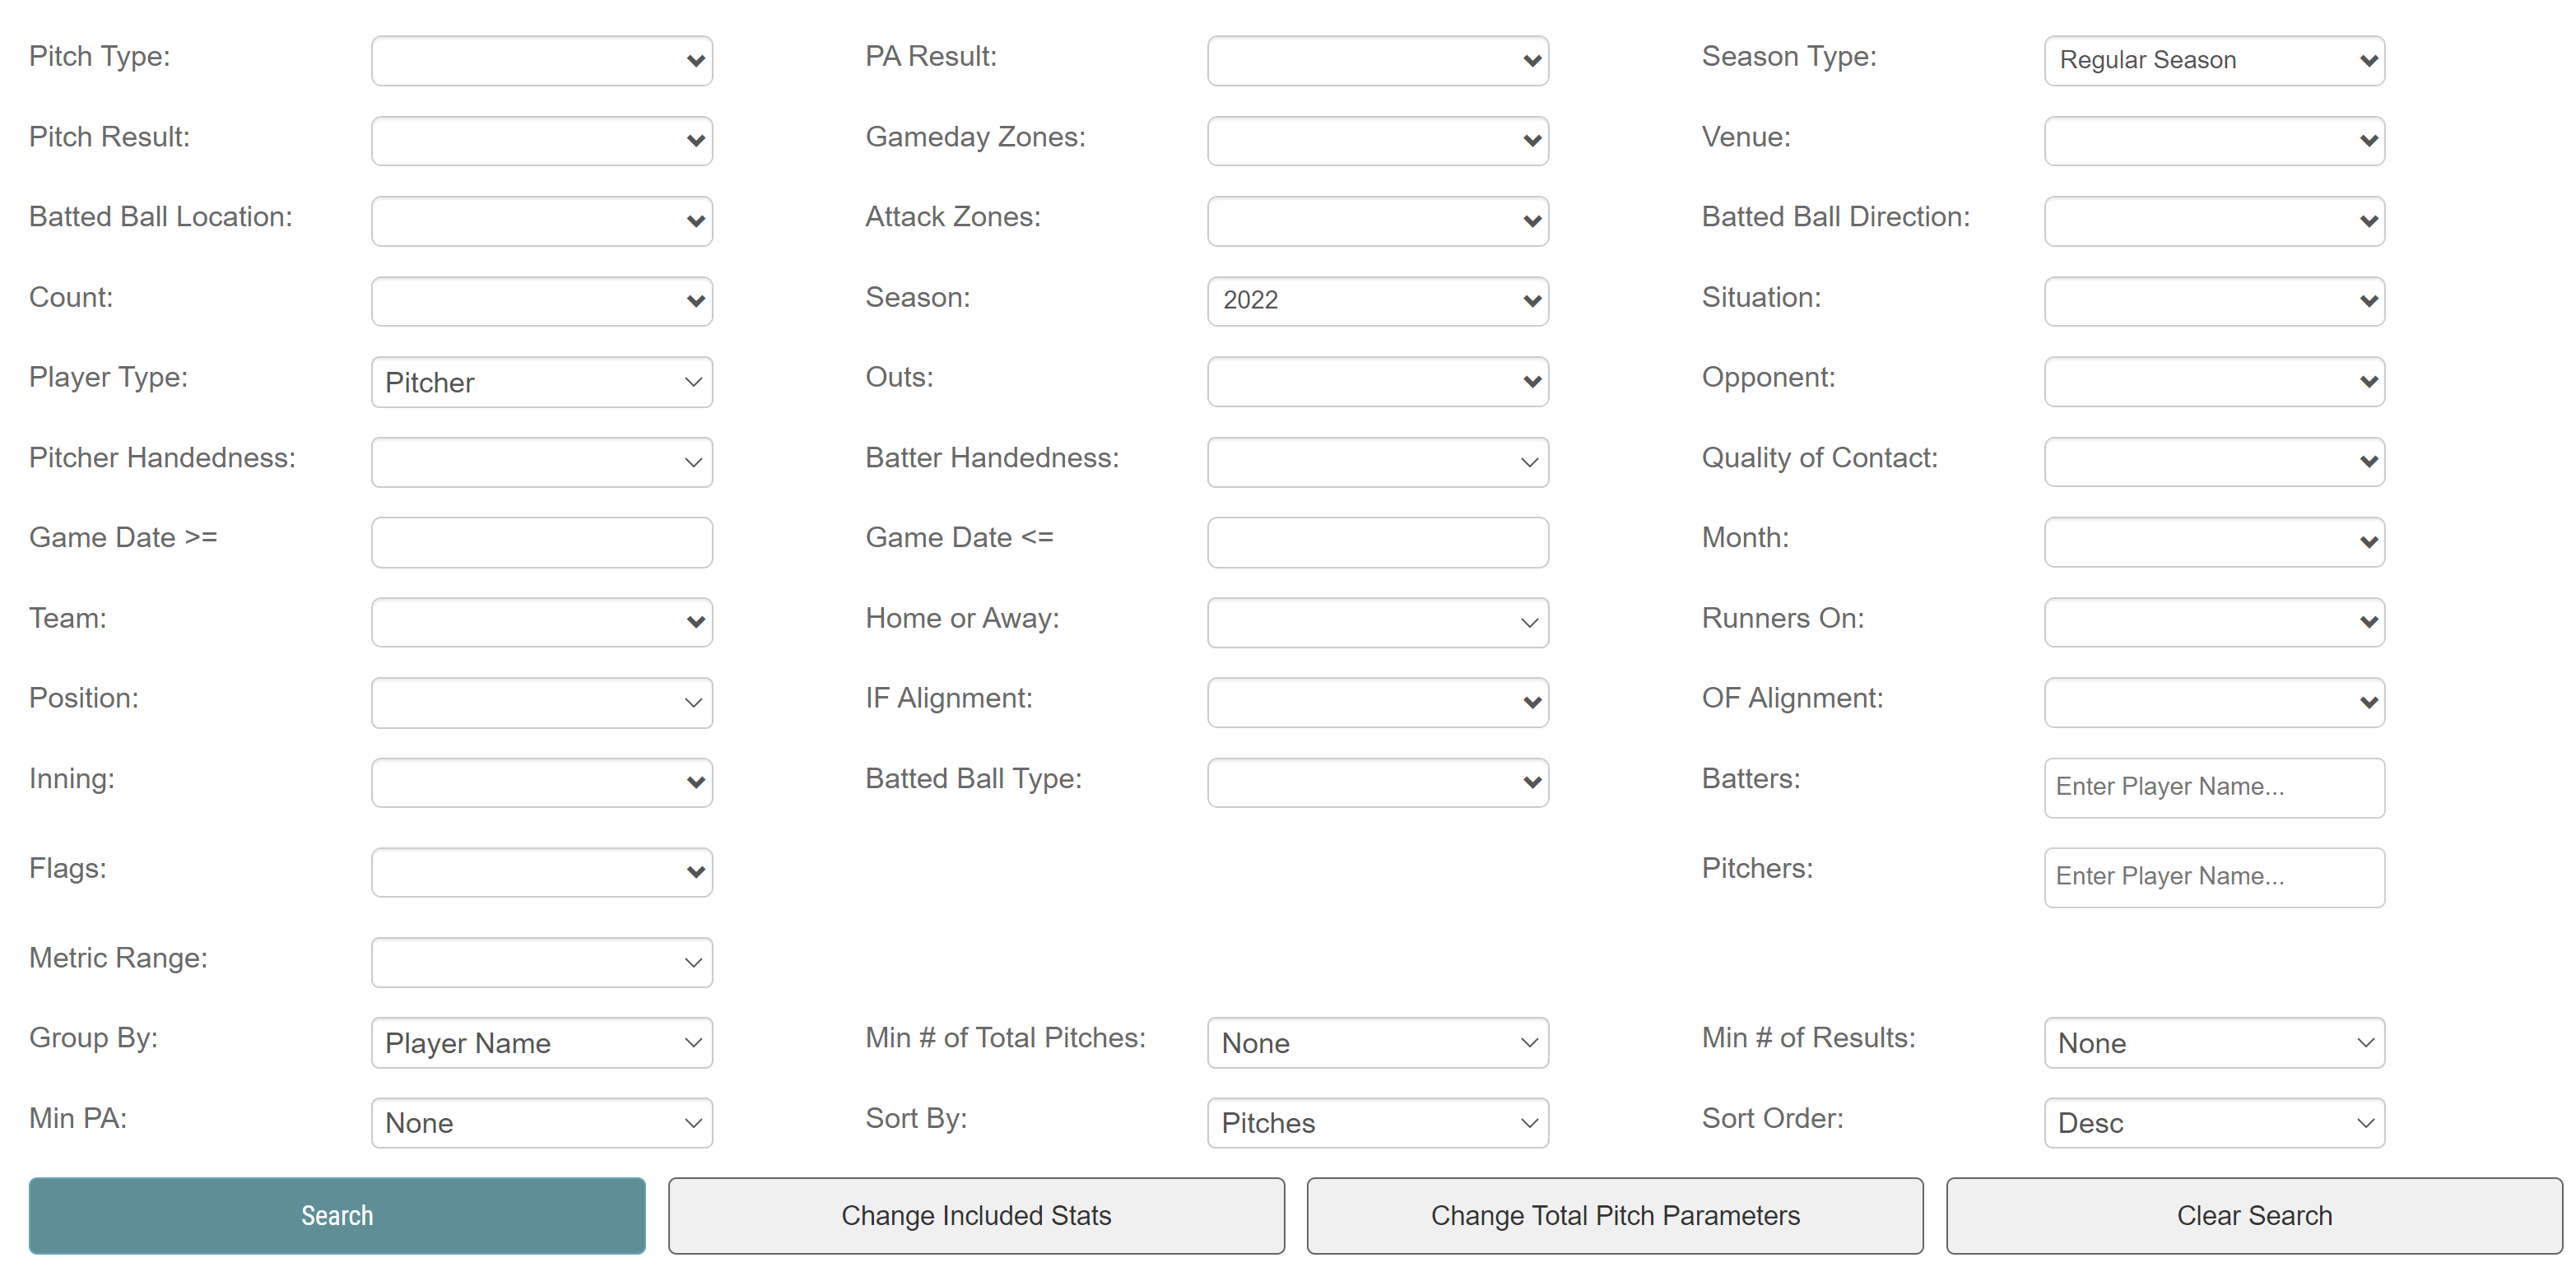 Pitch Type: PA Result: Season Type: Regular Season
Pitch Result: Gameday Zones: Venue:
Batted Ball Location: Attack Zones: Batted Ball Direction:
Count: Season: 2022 Situation:
Player Type: Pitcher Outs: Opponent:
Pitcher Handedness: Batter Handedness: Quality of Contact:
Game Date >= Game Date <= Month:
Team: Home or Away: Runners On:
Position: IF Alignment: OF Alignment:
Inning: Batted Ball Type: Batters: Enter Player Name...
Flags: Pitchers: Enter Player Name...
Metric Range:
Group By: Player Name Min # of Total Pitches: None Min # of Results: None
Min PA: None Sort By: Pitches Sort Order: Desc
Search Change Included Stats Change Total Pitch Parameters Clear Search